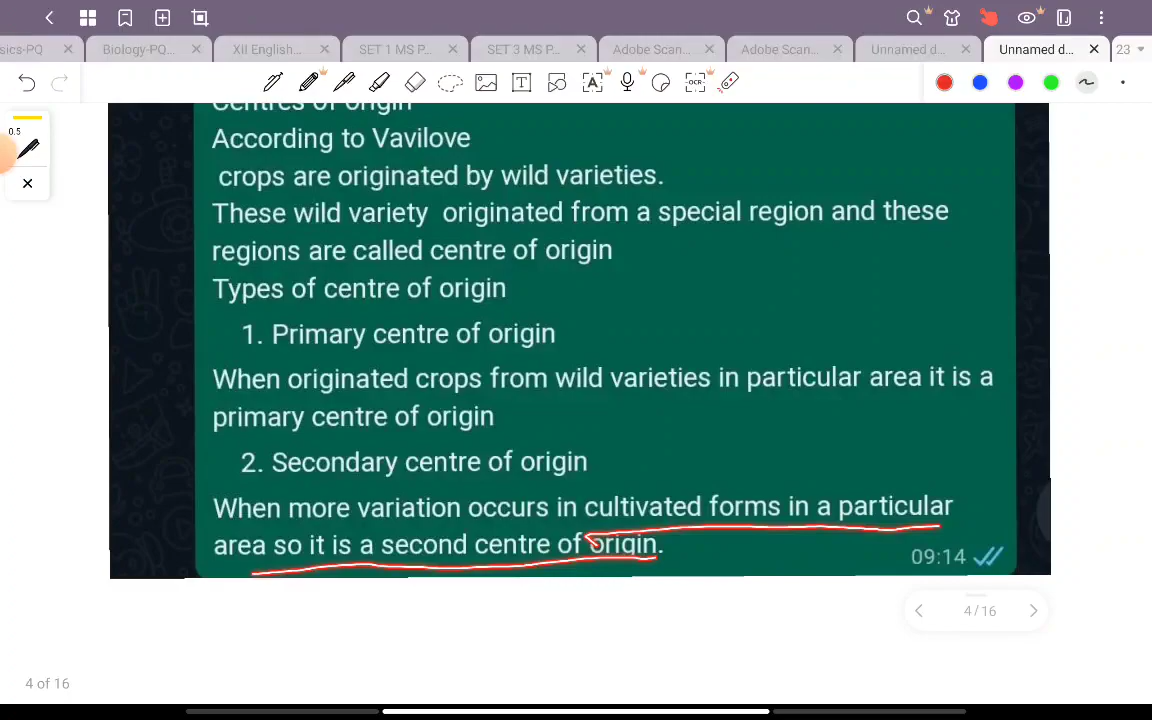 sics-PQ
Biology-PQ...
XII English...
SET 1 MS P...
SET 3 MS P...
Adobe Scan...
Adobe Scan...
Unnamed d...
Unnamed d...
23
0.5
OCR
Centres of origin
According to Vavilove
crops are originated by wild varieties.
These wild variety originated from a special region and these
regions are called centre of origin
Types of centre of origin
1. Primary centre of origin
When originated crops from wild varieties in particular area it is a
primary centre of origin
2. Secondary centre of origin
When more variation occurs in cultivated forms in a particular
area so it is a second centre of origin.
09:14
4/16
4 of 16